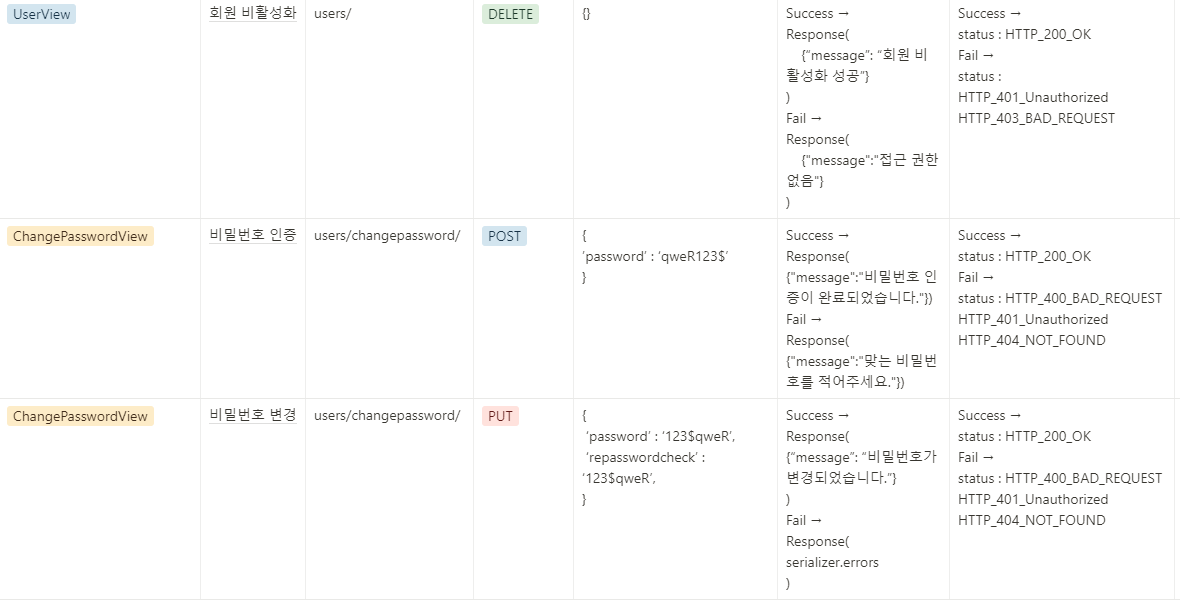 UserView
회원 비활성화
users/
DELETE
{}
Success →
Response(
{“message”: “회원 비
활성화 성공”}
)
Fail →
Response(
{"message":"접근 권한
없음"}
)
Success →
status : HTTP_200_OK
Fail →
status :
HTTP_401_Unauthorized
HTTP_403_BAD_REQUEST
ChangePasswordView
비밀번호 인증
users/changepassword/
POST
{
’password’ : ‘qweR123$’
}
Success →
Response(
{"message":"비밀번호 인
증이 완료되었습니다."})
Fail →
Response(
{"message":"맞는 비밀번
호를 적어주세요."})
Success →
status : HTTP_200_OK
Fail →
status : HTTP_400_BAD_REQUEST
HTTP_401_Unauthorized
HTTP_404_NOT_FOUND
ChangePasswordView
비밀번호 변경
users/changepassword/
PUT
{
‘password’ : ‘123$qweR’,
‘repasswordcheck’ :
‘123$qweR’,
}
Success →
Response(
{“message”: “비밀번호가
변경되었습니다.”}
)
Fail →
Response(
serializer.errors
)
Success →
status : HTTP_200_OK
Fail →
status : HTTP_400_BAD_REQUEST
HTTP_401_Unauthorized
HTTP_404_NOT_FOUND